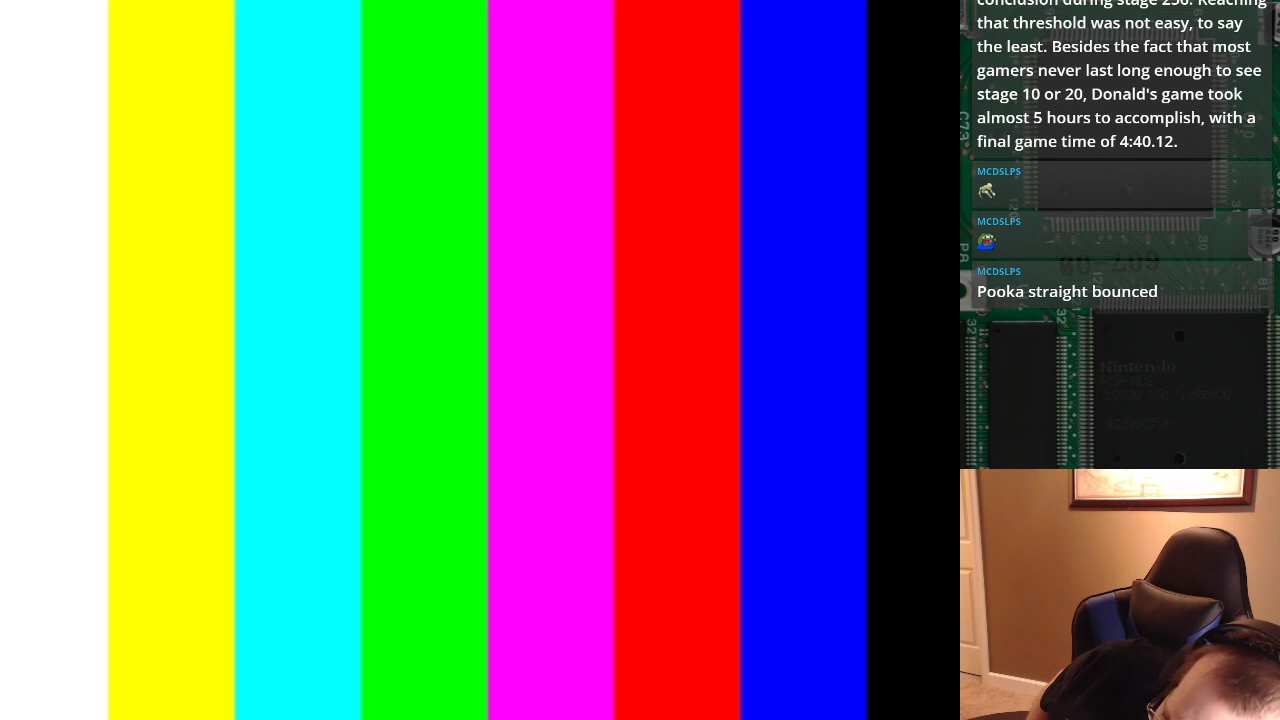 conclusion during stage 256. Reaching
that threshold was not easy, to say
the least. Besides the fact that most
gamers never last long enough to see
stage 10 or 20, Donald's game took
almost 5 hours to accomplish, with a
final game time of 4:40.12.
MCDSLPS
MCDSLPS
MCDSLPS
Pooka straight bounced
Nintendo